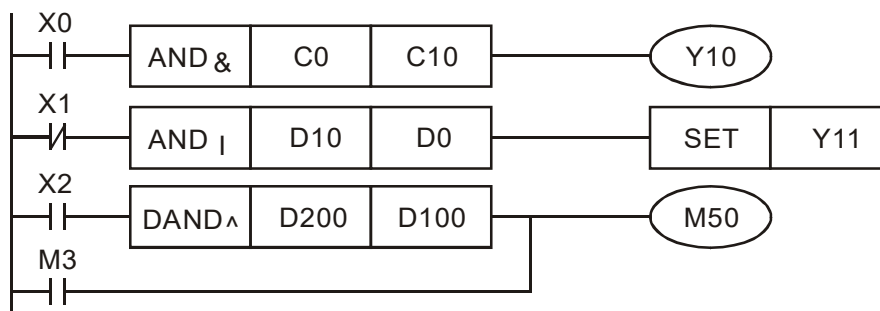 X0
AND & C0 C10 Y10
X1
AND | D10 D0 SET Y11
X2
DAND^ D200 D100 M50
M3